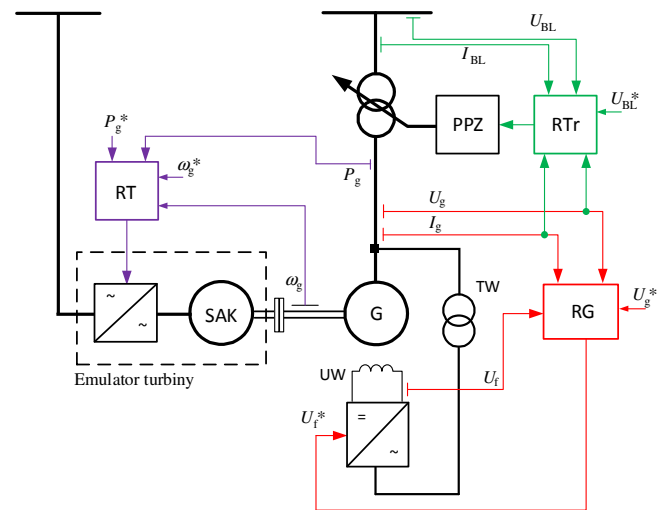 U_BL
I_BL
U_BL*
PPZ
RTr
P_g*
ω_g*
RT
P_g
U_g
I_g
ω_g
TW
U_g*
~
~
SAK
G
RG
Emulator turbiny
UW
U_f
U_f*
=
~